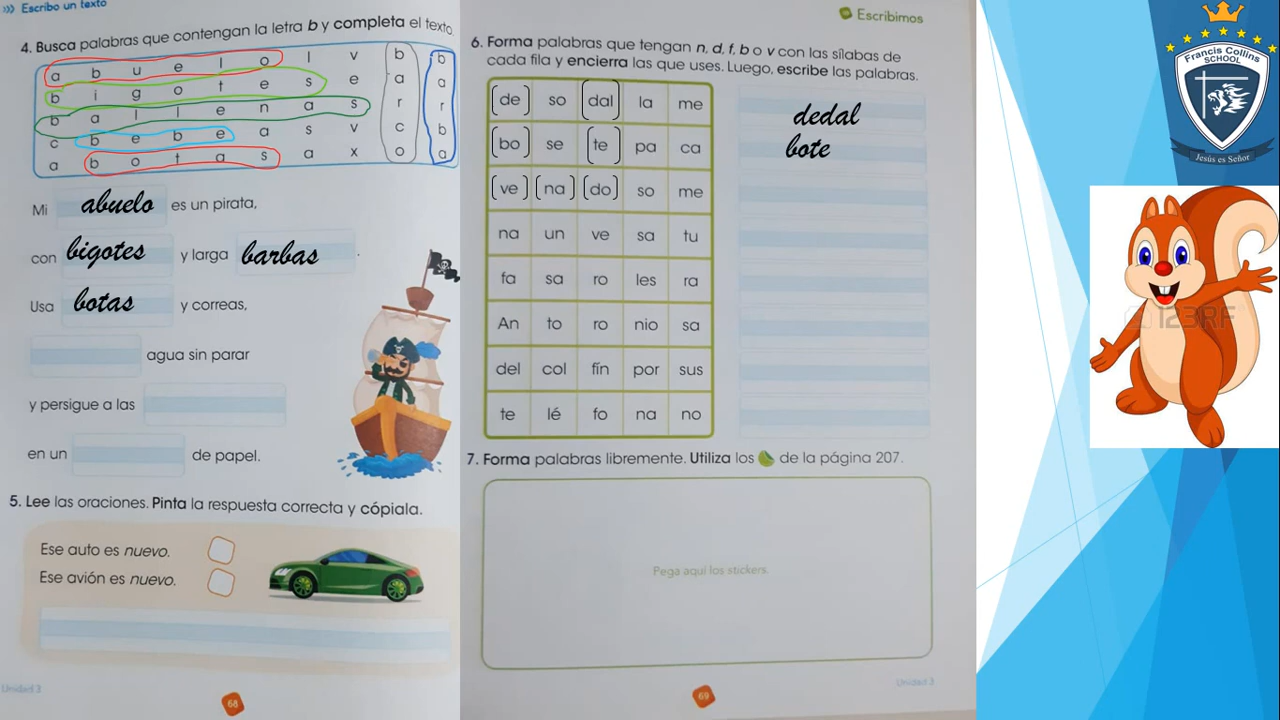 Escribo un texto
4. Busca palabras que contengan la letra b y completa el texto
a b u e l o l v b b
b i g o t e s e a a
b a l l e n a s r r
c b e b e a s v c b
a b o t a s a x o a
Mi abuelo es un pirata,
con bigotes y larga barbas .
Usa botas y correas,
agua sin parar
y persigue a las
en un de papel.
5. Lee las oraciones. Pinta la respuesta correcta y cópiala.
Ese auto es nuevo.
Ese avión es nuevo.
Unidad 3
68
Escribimos
6. Forma palabras que tengan n, d, f, b o v con las sílabas de
cada fila y encierra las que uses. Luego, escribe las palabras.
de so dal la me
bo se te pa ca
ve na do so me
na un ve sa tu
fa sa ro les ra
An to ro nio sa
del col fín por sus
te lé fo na no
dedal
bote
7. Forma palabras libremente. Utiliza los de la página 207.
Pega aquí los stickers.
69
Unidad 3
Francis Collins
SCHOOL
Jesús es Señor
123RF